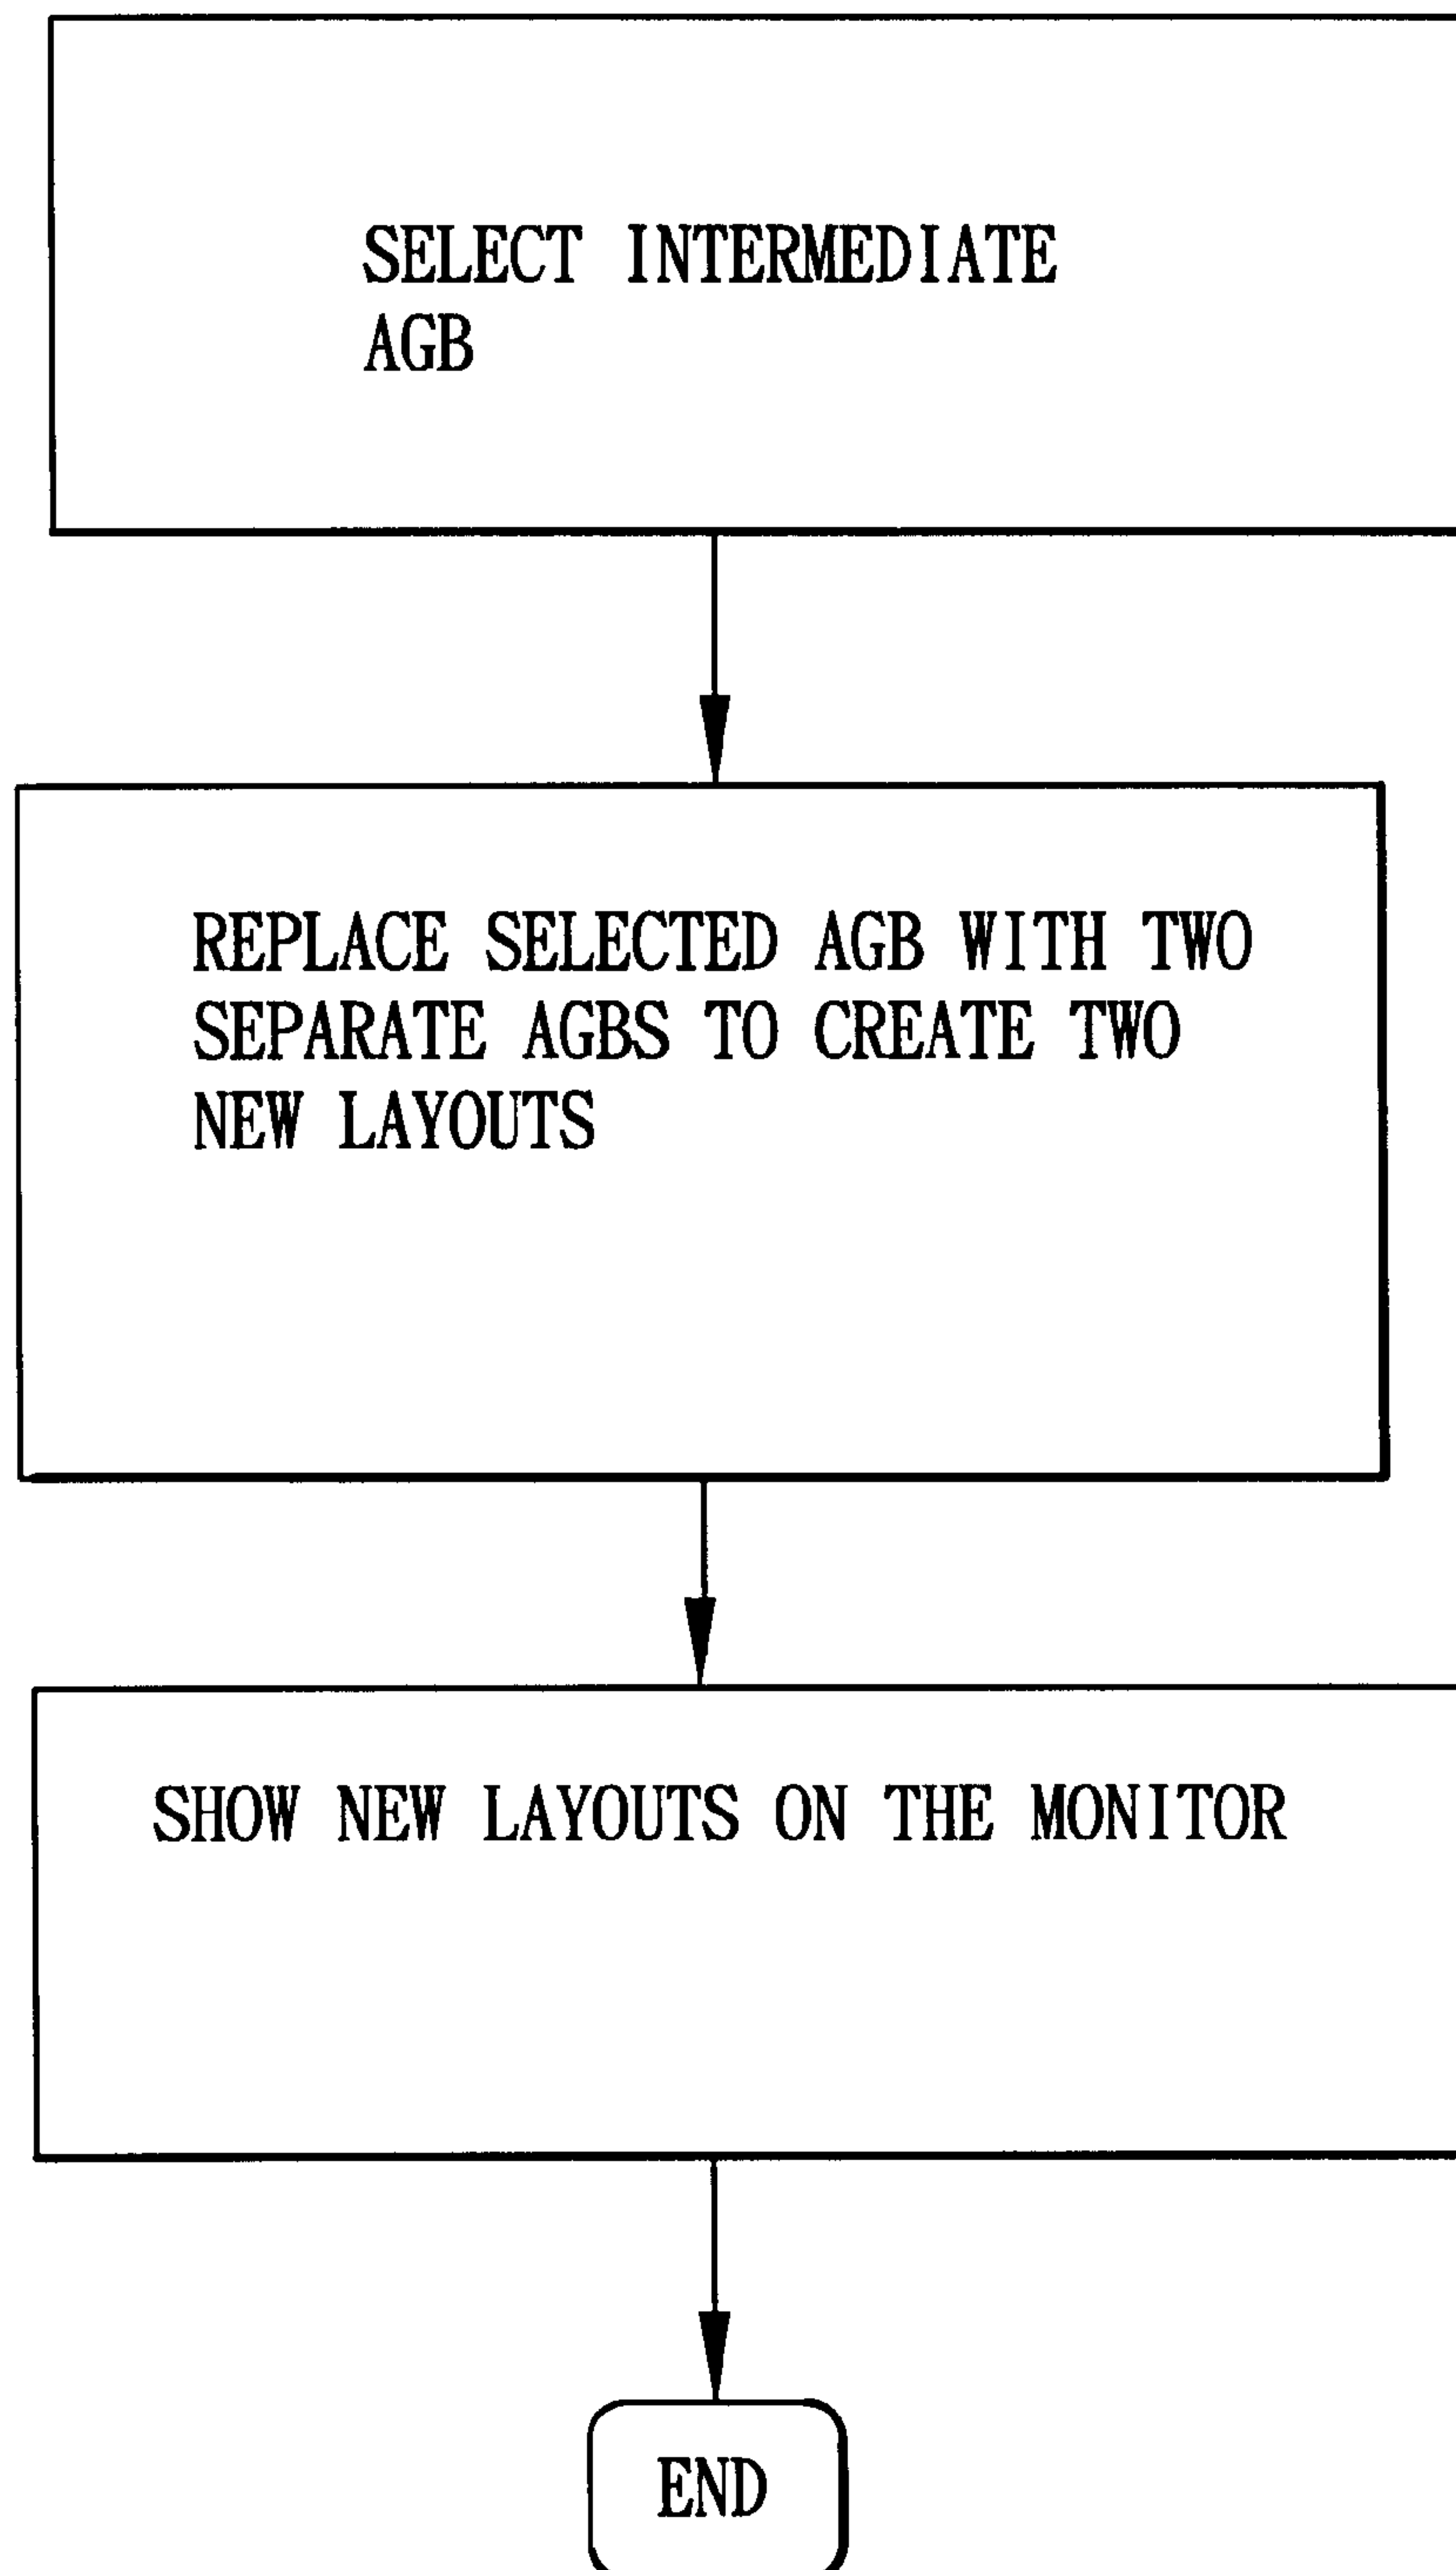 SELECT INTERMEDIATE
AGB
REPLACE SELECTED AGB WITH TWO
SEPARATE AGBS TO CREATE TWO
NEW LAYOUTS
SHOW NEW LAYOUTS ON THE MONITOR
END